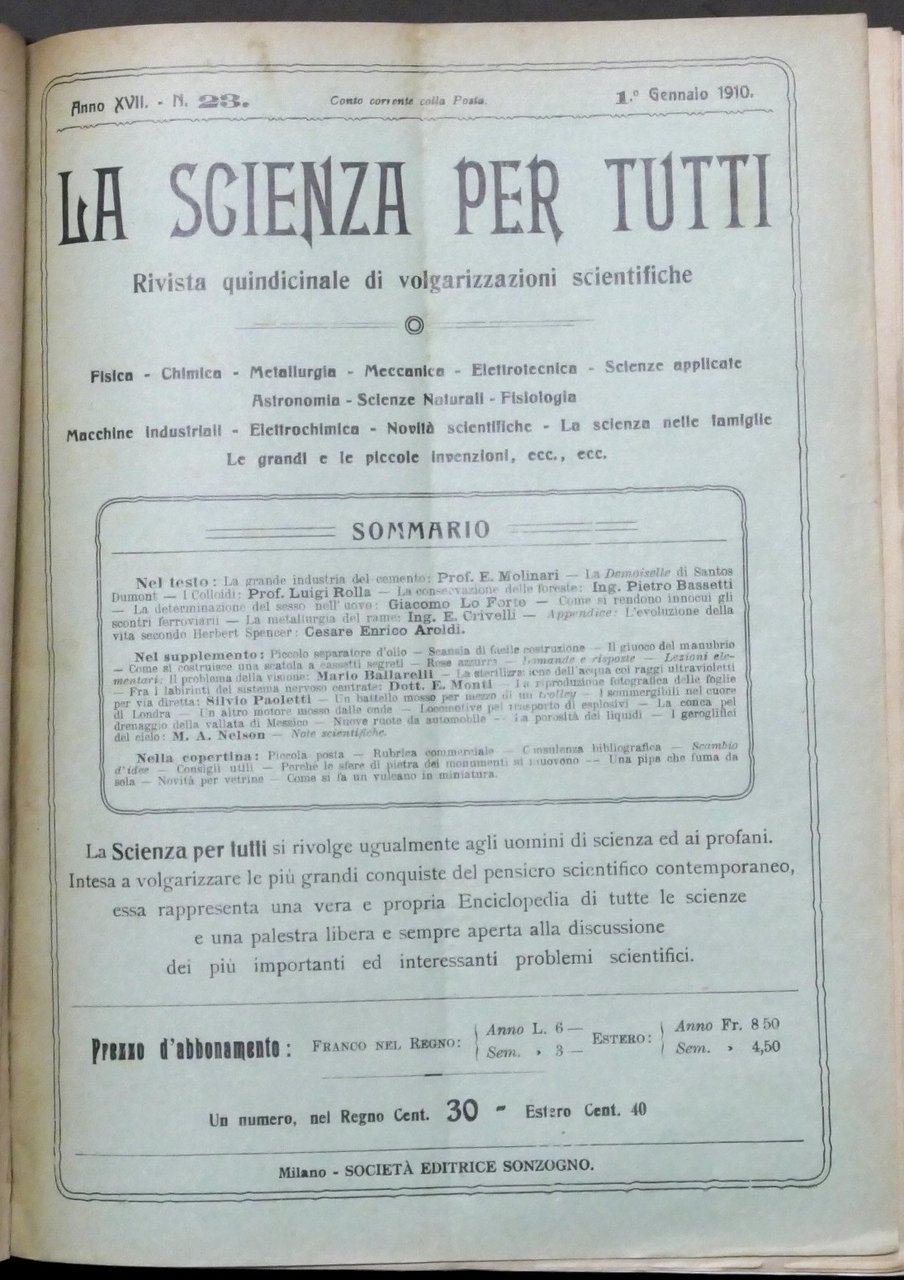 Anno XVII. - N. 23. Conto corrente colla Posta. 1.° Gennaio 1910.
LA SCIENZA PER TUTTI
Rivista quindicinale di volgarizzazioni scientifiche
Fisica - Chimica - Metallurgia - Meccanica - Elettrotecnica - Scienze applicate
Astronomia - Scienze Naturali - Fisiologia
Macchine industriali - Elettrochimica - Novità scientifiche - La scienza nelle famiglie
Le grandi e le piccole invenzioni, ecc., ecc.
SOMMARIO
Nel testo: La grande industria del cemento: Prof. E. Molinari — La Demoiselle di Santos
Dumont — I Colloidi: Prof. Luigi Rolla — La conservazione delle foreste: Ing. Pietro Bassetti
— La determinazione del sesso nell'uovo: Giacomo Lo Forte — Come si rendono innocui gli
scontri ferroviarii — La metallurgia del rame: Ing. E. Crivelli — Appendice: L'evoluzione della
vita secondo Herbert Spencer: Cesare Enrico Aroldi.
Nel supplemento: Piccolo separatore d'olio — Scansia di facile costruzione — Il giuoco del manubrio
— Come si costruisce una scatola a cassetti segreti — Rose azzurre — Domande e risposte — Lezioni ele-
mentari: Il problema della visione: Mario Ballarelli — La sterilizzazione dell'acqua coi raggi ultravioletti
— Fra i labirinti del sistema nervoso centrale: Dott. E. Monti — La riproduzione fotografica delle foglie
per via diretta: Silvio Paoletti — Un battello mosso per mezzo di un trolley — I sommergibili nel cuore
di Londra — Un altro motore mosso dalle onde — Locomotive pel trasporto di esplosivi — La conca pel
drenaggio della vallata di Messico — Nuove ruote da automobile — La porosità dei liquidi — I geroglifici
del cielo: M. A. Nelson — Note scientifiche.
Nella copertina: Piccola posta — Rubrica commerciale — Consulenza bibliografica — Scambio
d'idee — Consigli utili — Perchè le sfere di pietra dei monumenti si muovono — Una pipa che fuma da
sola — Novità per vetrine — Come si fa un vulcano in miniatura.
La Scienza per tutti si rivolge ugualmente agli uomini di scienza ed ai profani.
Intesa a volgarizzare le più grandi conquiste del pensiero scientifico contemporaneo,
essa rappresenta una vera e propria Enciclopedia di tutte le scienze
e una palestra libera e sempre aperta alla discussione
dei più importanti ed interessanti problemi scientifici.
Prezzo d'abbonamento: FRANCO NEL REGNO: Anno L. 6 — ESTERO: Anno Fr. 8 50
Sem. » 3 — Sem. » 4,50
Un numero, nel Regno Cent. 30 - Estero Cent. 40
Milano - SOCIETÀ EDITRICE SONZOGNO.